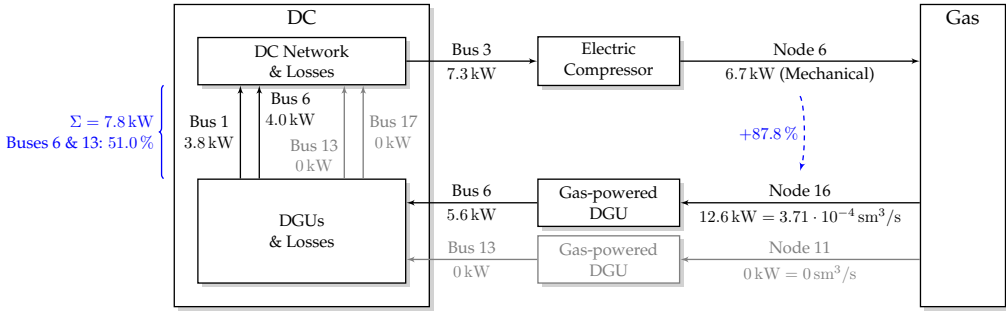 DC
Gas
DC Network
& Losses
Bus 3
7.3 kW
Electric
Compressor
Node 6
6.7 kW (Mechanical)
Σ = 7.8 kW
Buses 6 & 13: 51.0 %
Bus 1
3.8 kW
Bus 6
4.0 kW
Bus 13
0 kW
Bus 17
0 kW
+87.8 %
DGUs
& Losses
Bus 6
5.6 kW
Gas-powered
DGU
Node 16
12.6 kW = 3.71 · 10⁻⁴ sm³/s
Bus 13
0 kW
Gas-powered
DGU
Node 11
0 kW = 0 sm³/s